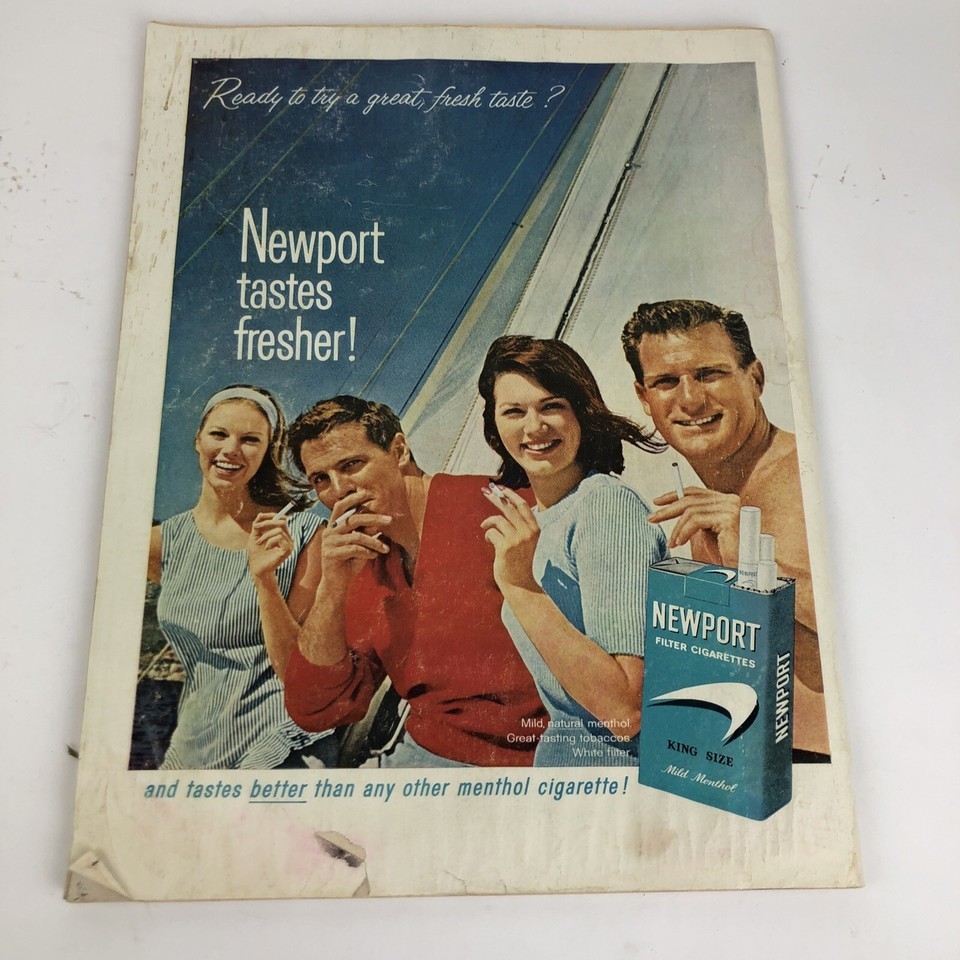 Ready to try a great, fresh taste?
Newport
tastes
fresher!
Mild, natural menthol.
Great-tasting tobaccos.
White filter.
NEWPORT
FILTER CIGARETTES
KING SIZE
Mild Menthol
NEWPORT
NEWPORT
and tastes better than any other menthol cigarette!